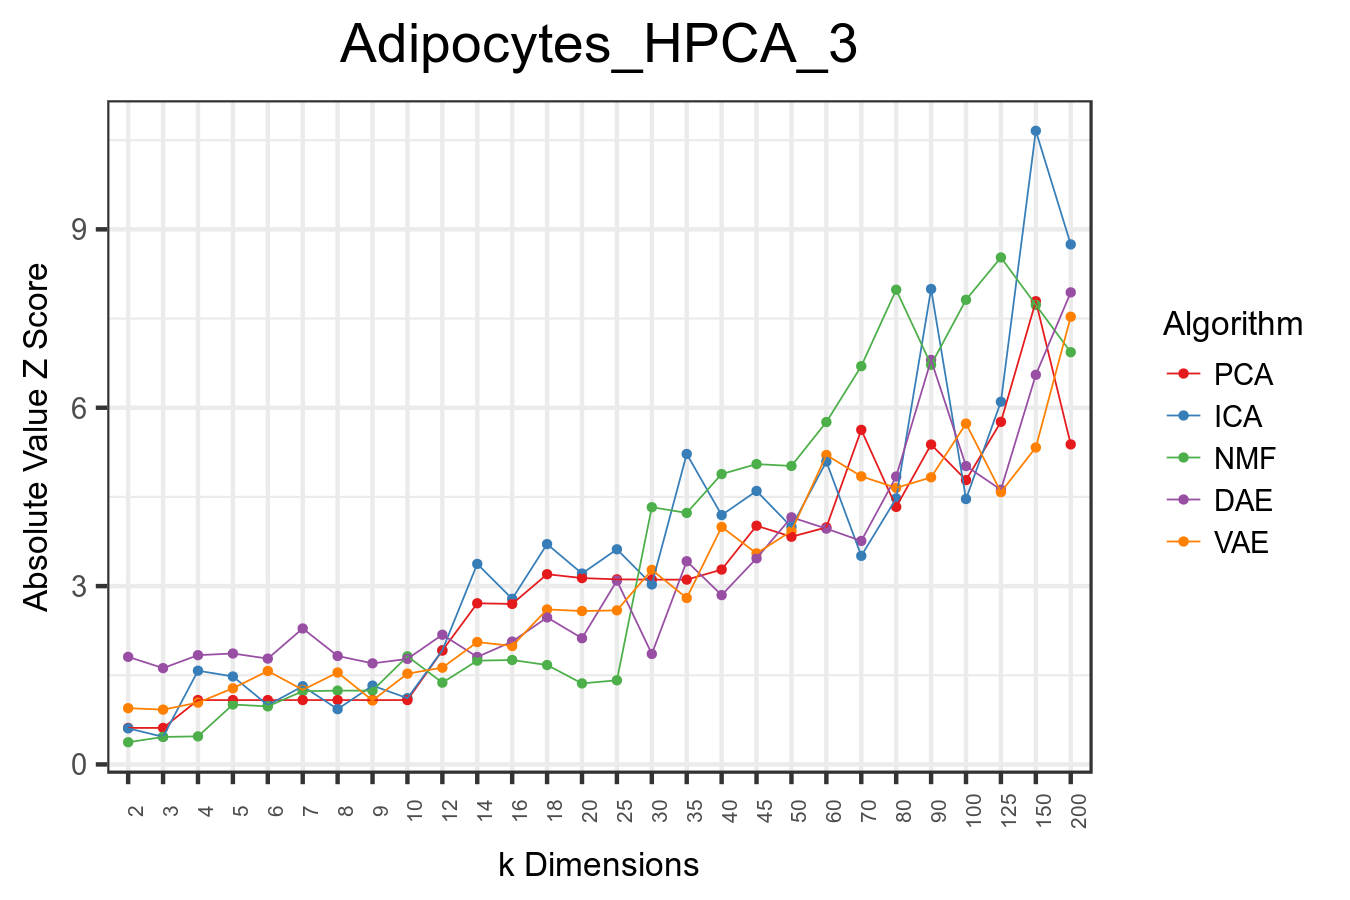 Adipocytes_HPCA_3
Absolute Value Z Score
9
6
3
0
2 3 4 5 6 7 8 9 10 12 14 16 18 20 25 30 35 40 45 50 60 70 80 90 100 125 150 200
k Dimensions
Algorithm
PCA
ICA
NMF
DAE
VAE